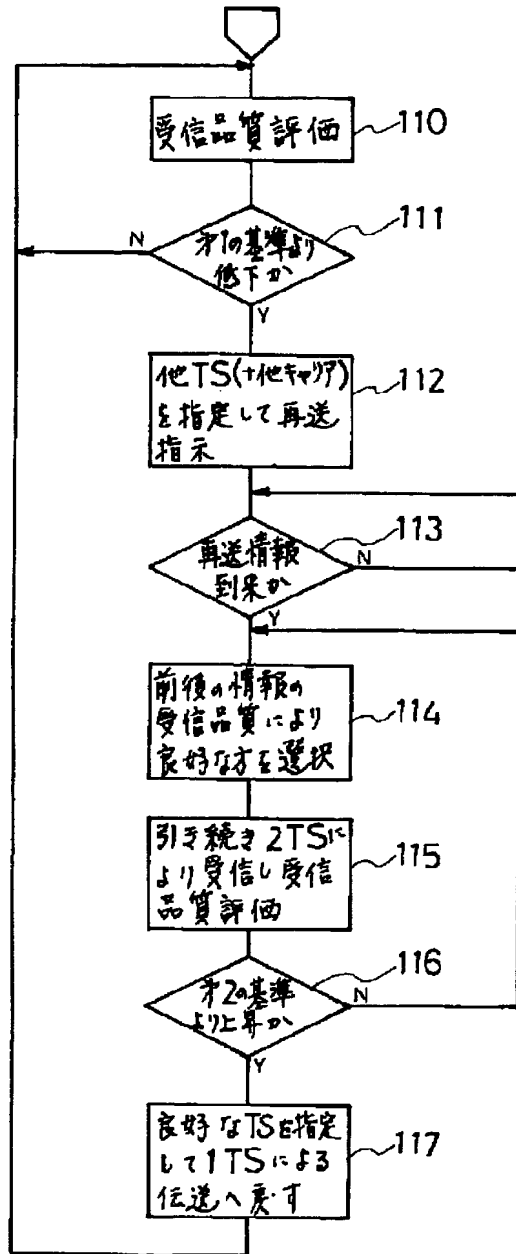 受信品質評価
110
111
N
才1の基準より
低下か
Y
他TS(+他キャリア)
を指定して再送
指示
112
113
再送情報
到来か
N
Y
前後の情報の
受信品質により
良好な方を選択
114
引き続き2TSに
より受信し受信
品質評価
115
116
才2の基準
より上昇か
N
Y
良好なTSを指定
して1TSによる
伝送へ戻す
117